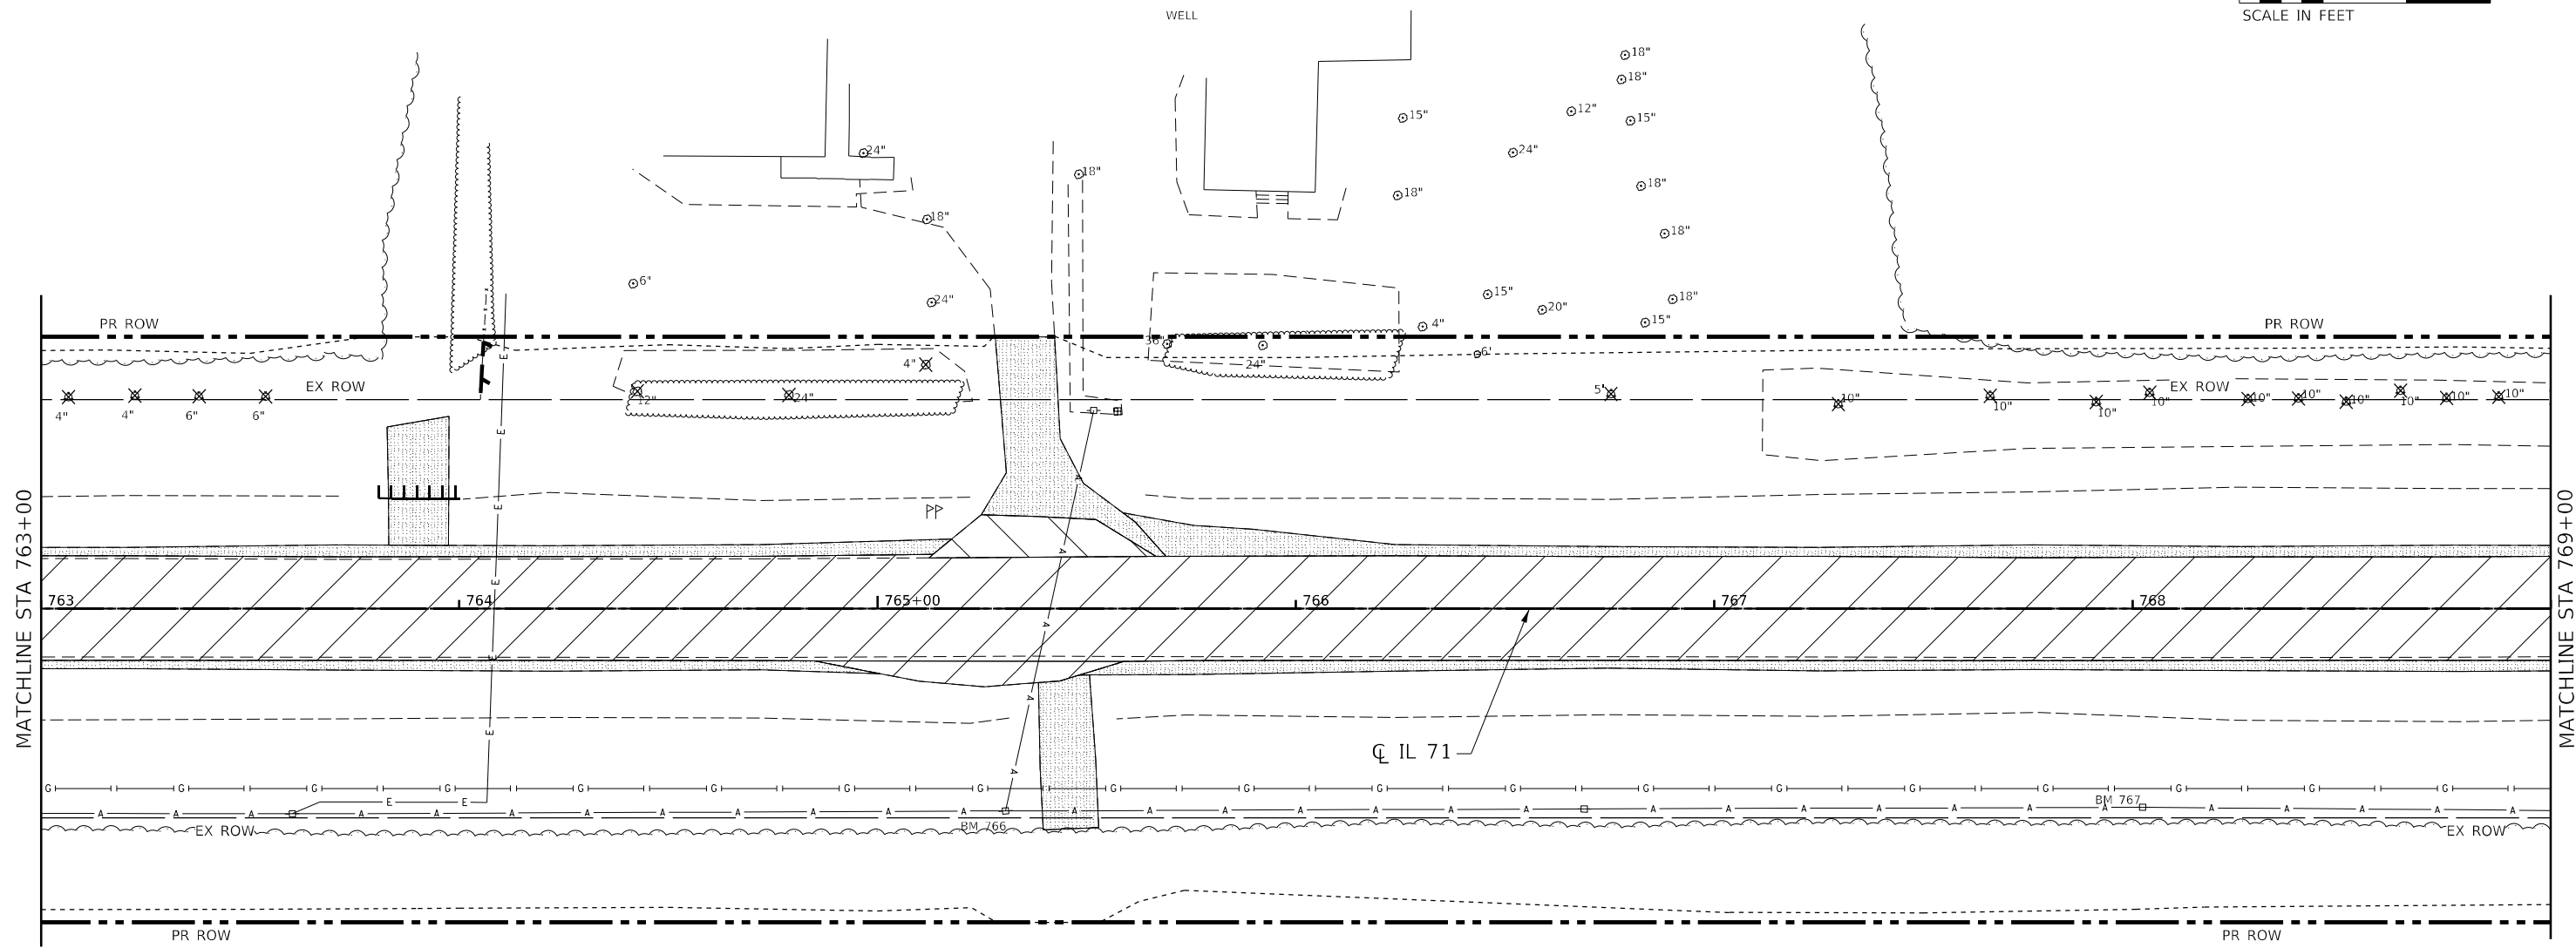 WELL
SCALE IN FEET
18"
18"
12"
15"
15"
24"
24"
18"
18"
18"
18"
18"
6"
24"
15"
20"
18"
15"
4"
PR ROW
PR ROW
36"
24"
6'
4"
EX ROW
EX ROW
4"
4"
6"
6"
12"
24"
5'
10"
10"
10"
10"
10"
10"
10"
10"
10"
10"
E
E
E
E
E
E
A
A
A
A
A
PP
MATCHLINE STA 763+00
MATCHLINE STA 769+00
763
764
765+00
766
767
768
℄ IL 71
G G G G G G G G G G G G G G G G G G G
E E
A A A A A A A A A A A A A A A A A A A A A A A A A A A A A A A A
BM 767
BM 766
EX ROW
EX ROW
PR ROW
PR ROW